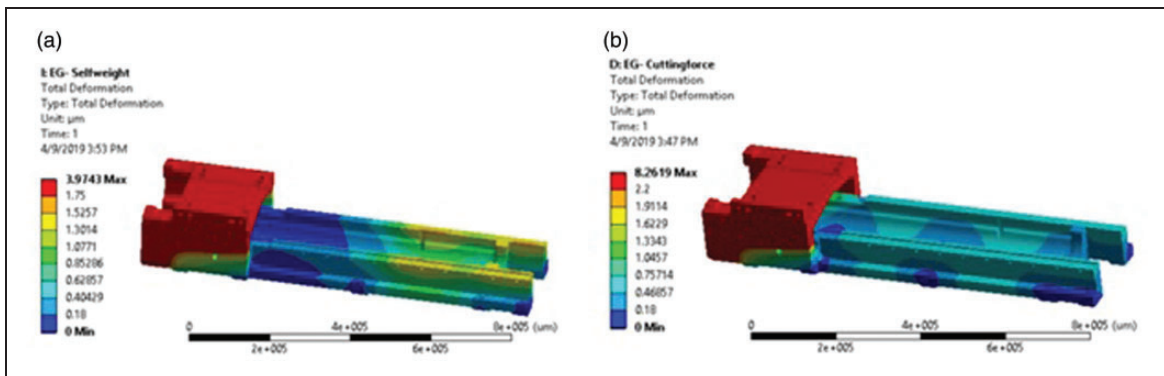 (a)
I: EG- Selfweight
Total Deformation
Type: Total Deformation
Unit: µm
Time: 1
4/9/2019 3:53 PM
3.9743 Max
1.75
1.5257
1.3014
1.0771
0.85286
0.62857
0.40429
0.18
0 Min
0
4e+005
8e+005 (um)
2e+005
6e+005
(b)
D: EG- Cuttingforce
Total Deformation
Type: Total Deformation
Unit: µm
Time: 1
4/9/2019 3:47 PM
8.2619 Max
2.2
1.9114
1.6229
1.3343
1.0457
0.75714
0.46857
0.18
0 Min
0
4e+005
8e+005 (um)
2e+005
6e+005